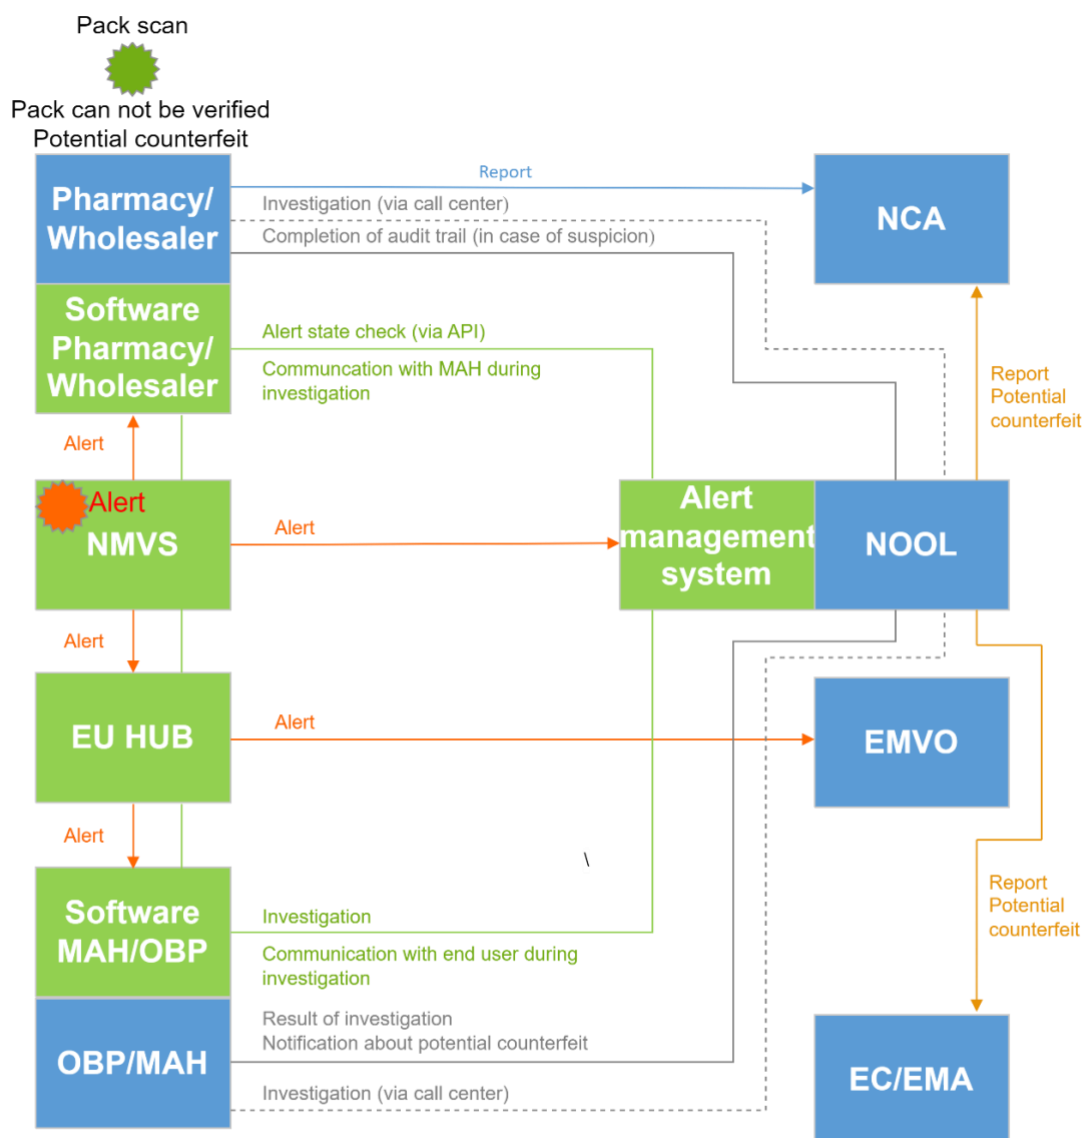 Pack scan
Pack can not be verified
Potential counterfeit
Pharmacy/
Wholesaler
Report
Investigation (via call center)
Completion of audit trail (in case of suspicion)
NCA
Software
Pharmacy/
Wholesaler
Alert state check (via API)
Communcation with MAH during
investigation
Report
Potential
counterfeit
Alert
Alert
NMVS
Alert
Alert
management
system
NOOL
Alert
EU HUB
Alert
EMVO
Alert
\
Software
MAH/OBP
Investigation
Communication with end user during
investigation
Report
Potential
counterfeit
OBP/MAH
Result of investigation
Notification about potential counterfeit
Investigation (via call center)
EC/EMA